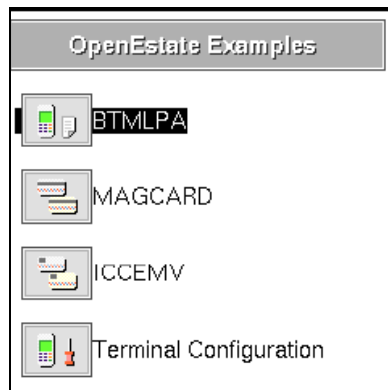 OpenEstate Examples
BTMLPA
MAGCARD
ICCEMV
Terminal Configuration